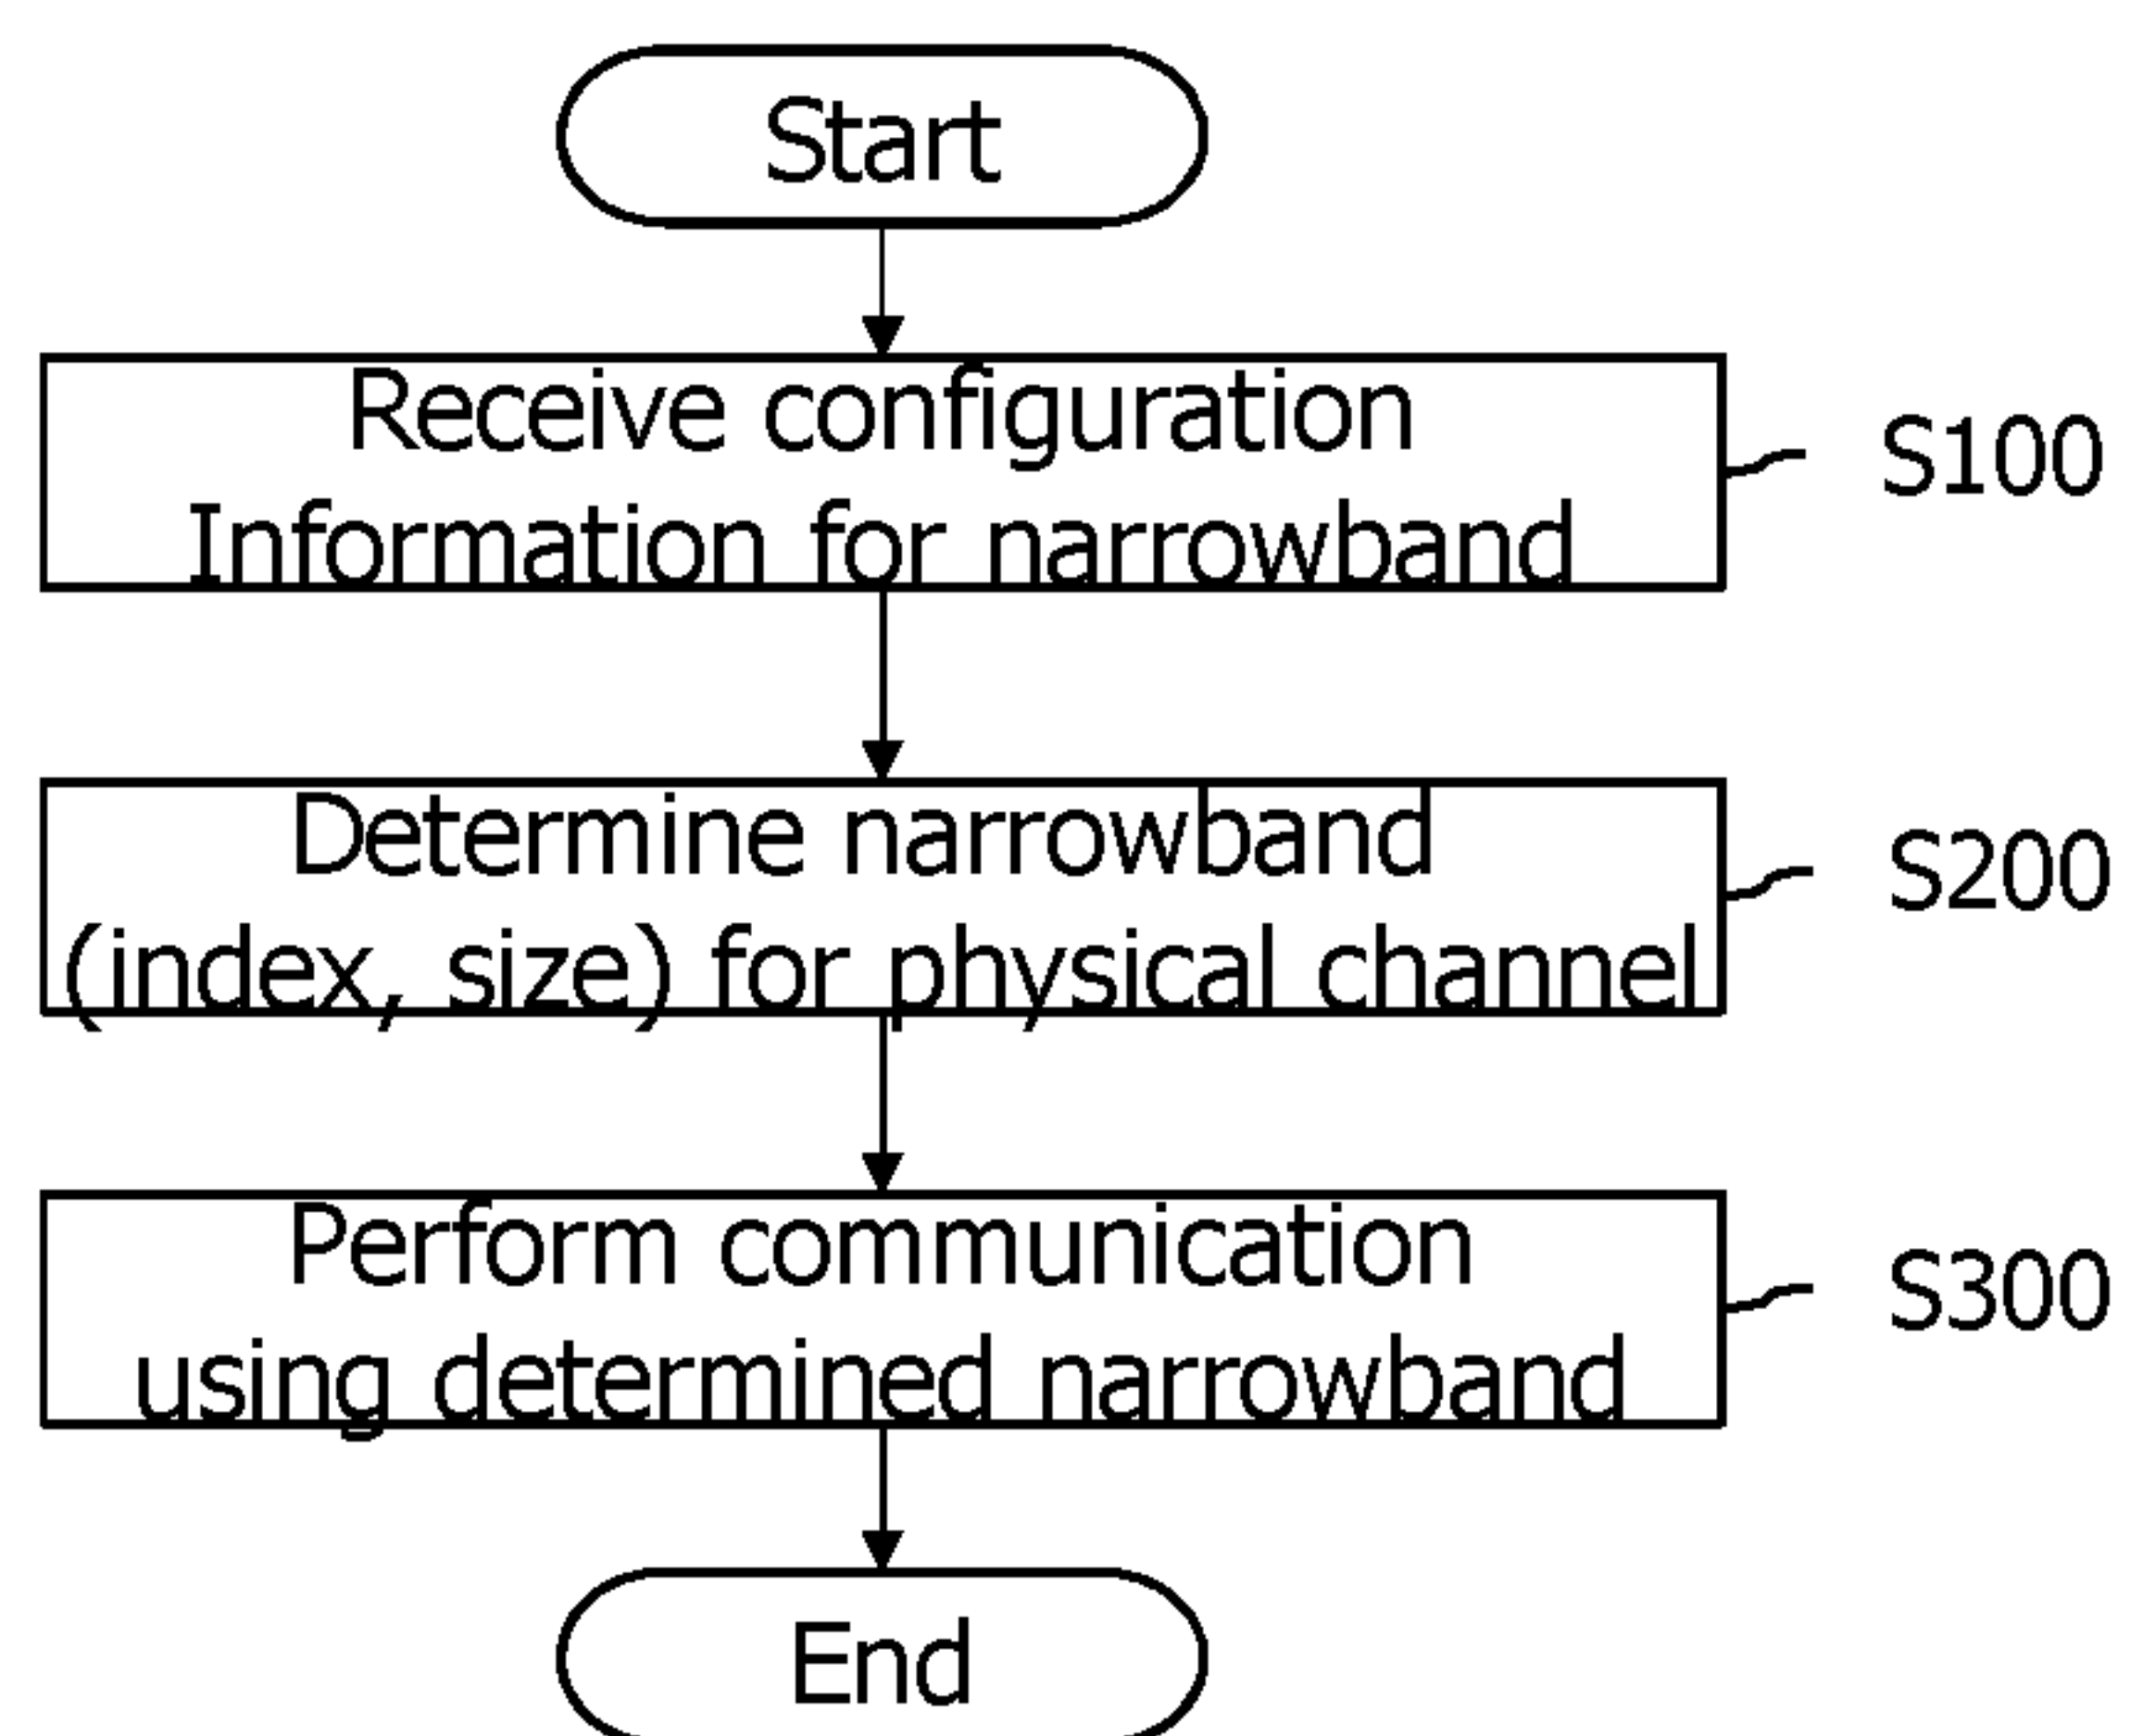 Start
Receive configuration
Information for narrowband
S100
Determine narrowband
(index, size) for physical channel
S200
Perform communication
using determined narrowband
S300
End